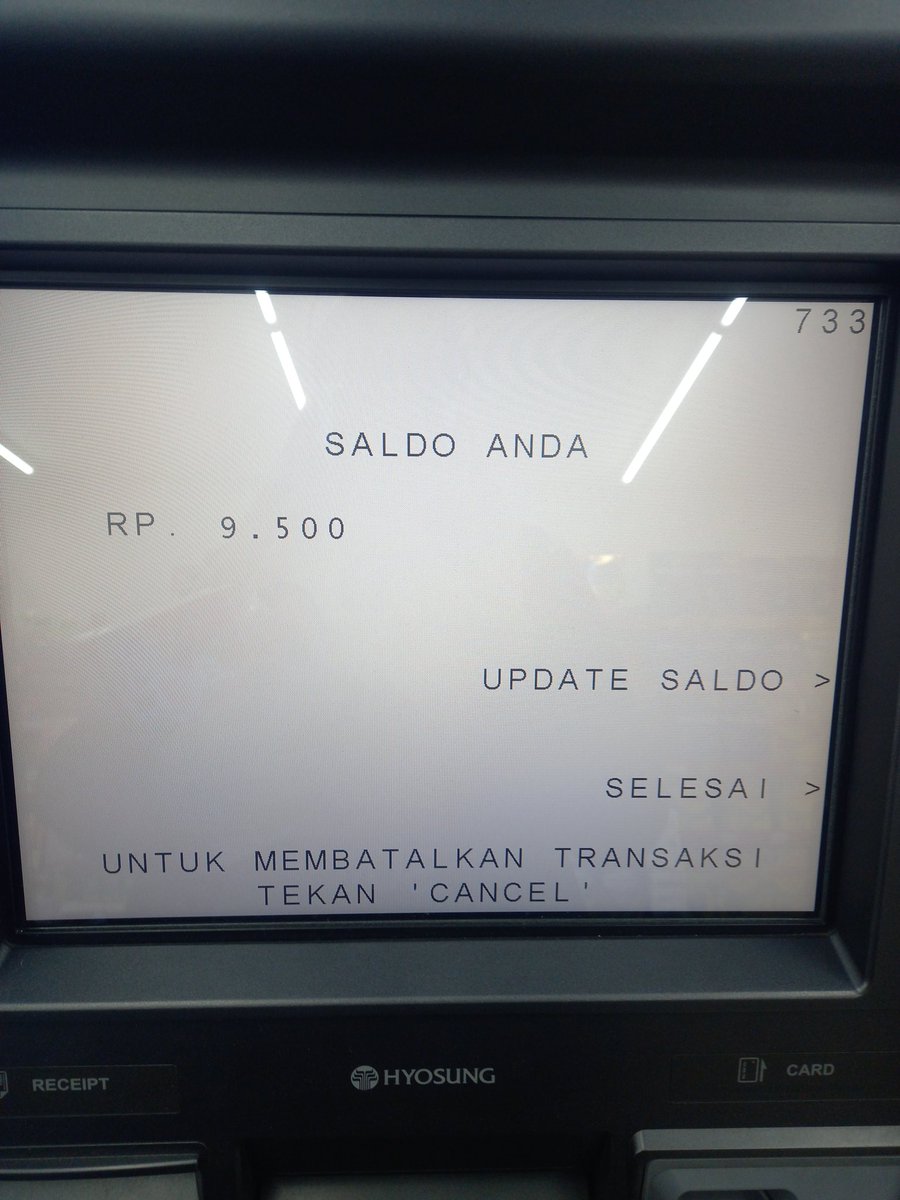 733
SALDO ANDA
RP. 9.500
UPDATE SALDO >
SELESAI >
UNTUK MEMBATALKAN TRANSAKSI
TEKAN 'CANCEL'
RECEIPT
HYOSUNG
CARD